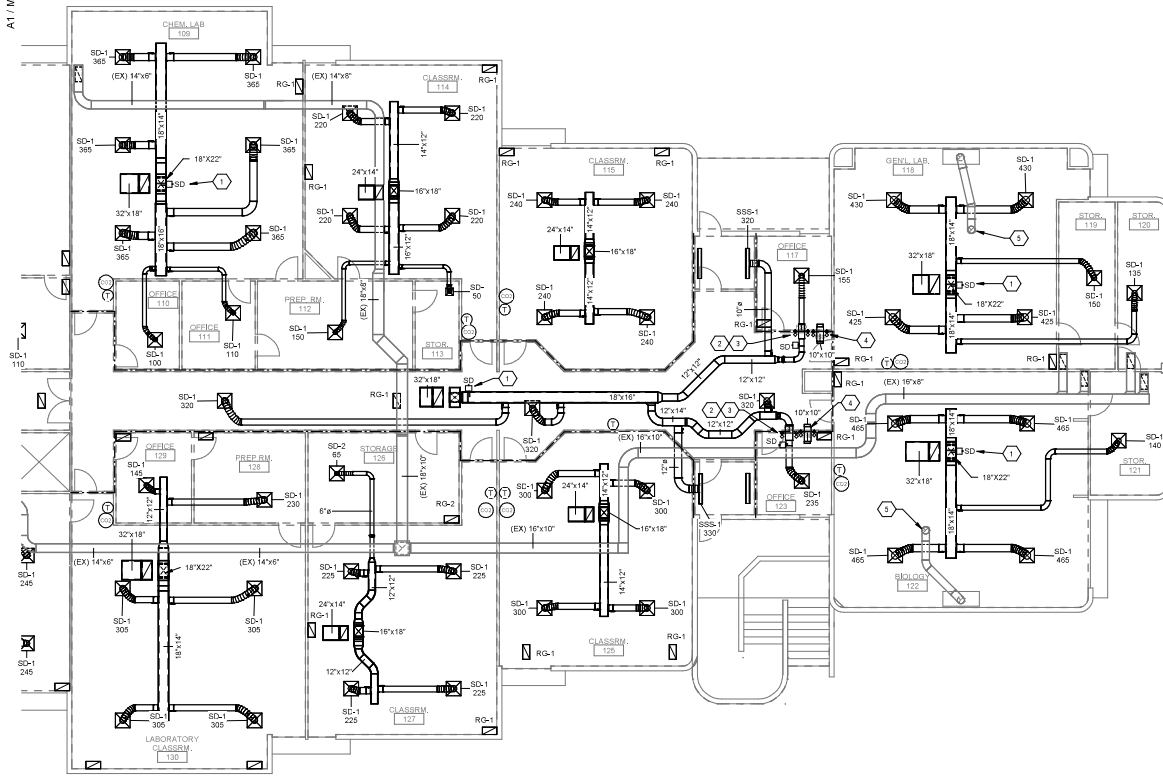 A1 / M
CHEM. LAB
109
SD-1
365
SD-1
365
(EX) 14"x6"
RG-1
(EX) 14"x8"
RG-1
CLASSRM.
114
SD-1
220
SD-1
220
18"x14"
14"x12"
SD-1
365
SD-1
365
18"X22"
SD
1
32"x18"
RG-1
24"x14"
16"x18"
SD-1
220
SD-1
220
SD-1
365
SD-1
365
18"x16"
16"x12"
CO2
T
OFFICE
110
OFFICE
111
PREP. RM.
112
(EX) 18"x8"
STOR.
113
SD-1
100
SD-1
110
SD-1
150
SD-
50
T
CO2
CO2
T
RG-1
RG-1
CLASSRM.
115
SD-1
240
SD-1
240
14"x12"
24"x14"
16"x18"
14"x12"
SD-1
240
SD-1
240
SSS-1
320
OFFICE
117
SD-1
155
10"ø
RG-1
2
3
SD
10"x10"
4
GEN'L. LAB.
118
SD-1
430
SD-1
430
5
STOR.
119
STOR.
120
18"x14"
32"x18"
SD
1
18"X22"
SD-1
150
SD-1
135
SD-1
425
SD-1
425
18"x14"
RG-1
T
CO2
RG-1
RG-1
(EX) 16"x8"
SD-1
110
SD-1
320
32"x18"
SD
1
RG-1
18"x16"
12"x12"
12"x12"
SD-1
320
12"x14"
12"x12"
2
3
SD-1
320
10"x10"
4
SD
RG-1
T
(EX) 16"x10"
12"ø
SD-1
465
SD-1
465
18"x14"
32"x18"
SD
1
18"X22"
SD-1
140
STOR.
121
T
CO2
18"x14"
5
SD-1
465
SD-1
465
BIOLOGY
122
OFFICE
129
SD-1
145
PREP RM.
128
SD-1
230
SD-2
65
STORAGE
126
(EX) 18"x10"
RG-2
T
CO2
12"x12"
6"ø
T
T
CO2
CO2
SD-1
300
SD-1
300
14"x12"
24"x14"
16"x18"
(EX) 16"x10"
SSS-1
330
OFFICE
123
SD-1
235
(EX) 14"x6"
32"x18"
18"X22"
(EX) 14"x6"
SD-1
245
SD-1
305
SD-1
305
SD-1
225
SD-1
225
12"x12"
24"x14"
RG-1
16"x18"
12"x12"
14"x12"
SD-1
300
SD-1
300
18"x14"
SD-1
245
SD-1
305
SD-1
305
SD-1
225
SD-1
225
CLASSRM.
127
RG-1
RG-1
RG-1
CLASSRM.
125
LABORATORY
CLASSRM.
130